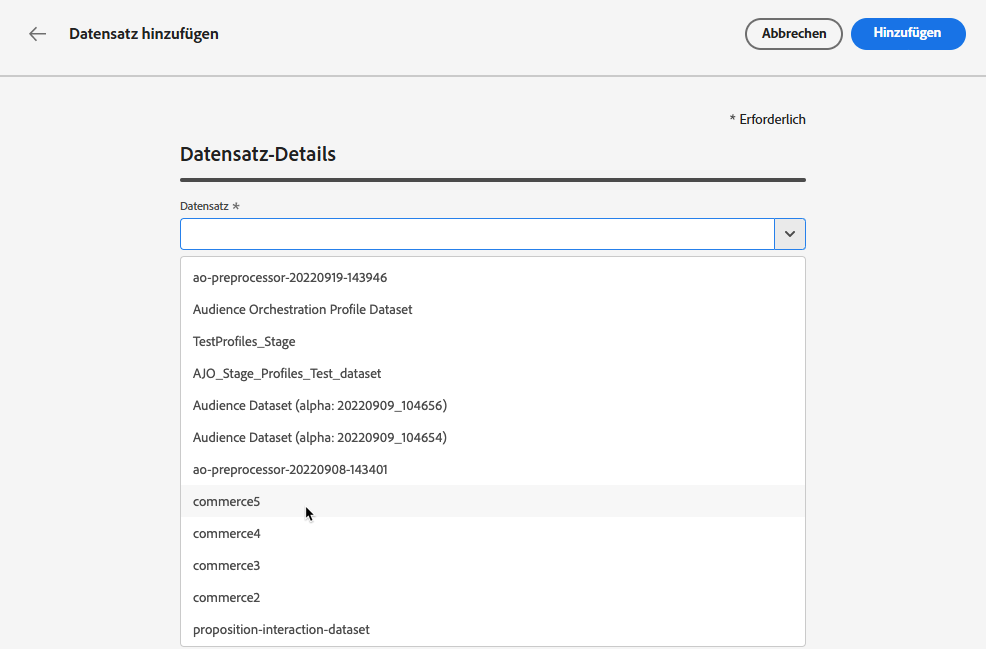 Datensatz hinzufügen
Abbrechen
Hinzufügen
* Erforderlich
Datensatz-Details
Datensatz *
ao-preprocessor-20220919-143946
Audience Orchestration Profile Dataset
TestProfiles_Stage
AJO_Stage_Profiles_Test_dataset
Audience Dataset (alpha: 20220909_104656)
Audience Dataset (alpha: 20220909_104654)
ao-preprocessor-20220908-143401
commerce5
commerce4
commerce3
commerce2
proposition-interaction-dataset